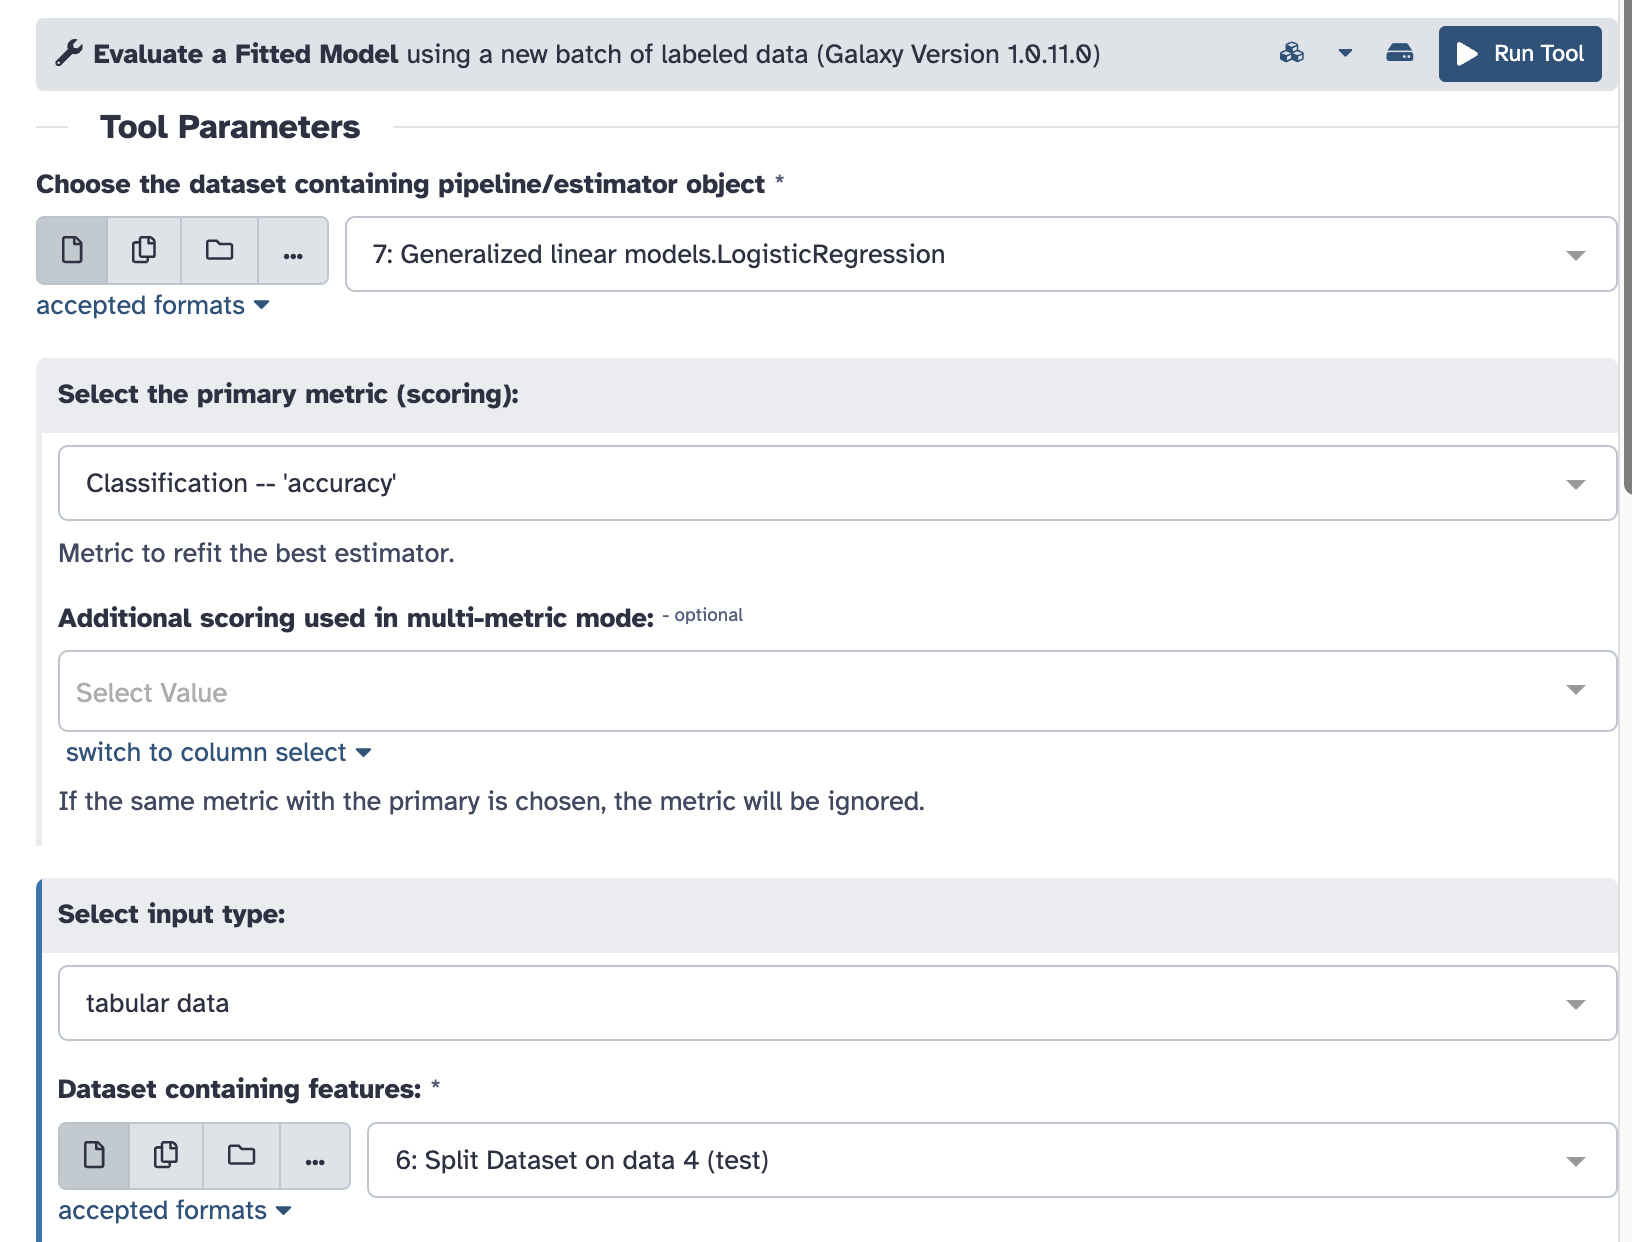 Evaluate a Fitted Model using a new batch of labeled data (Galaxy Version 1.0.11.0)
Run Tool
Tool Parameters
Choose the dataset containing pipeline/estimator object *
...
7: Generalized linear models.LogisticRegression
accepted formats
Select the primary metric (scoring):
Classification -- 'accuracy'
Metric to refit the best estimator.
Additional scoring used in multi-metric mode: - optional
Select Value
switch to column select
If the same metric with the primary is chosen, the metric will be ignored.
Select input type:
tabular data
Dataset containing features: *
...
6: Split Dataset on data 4 (test)
accepted formats